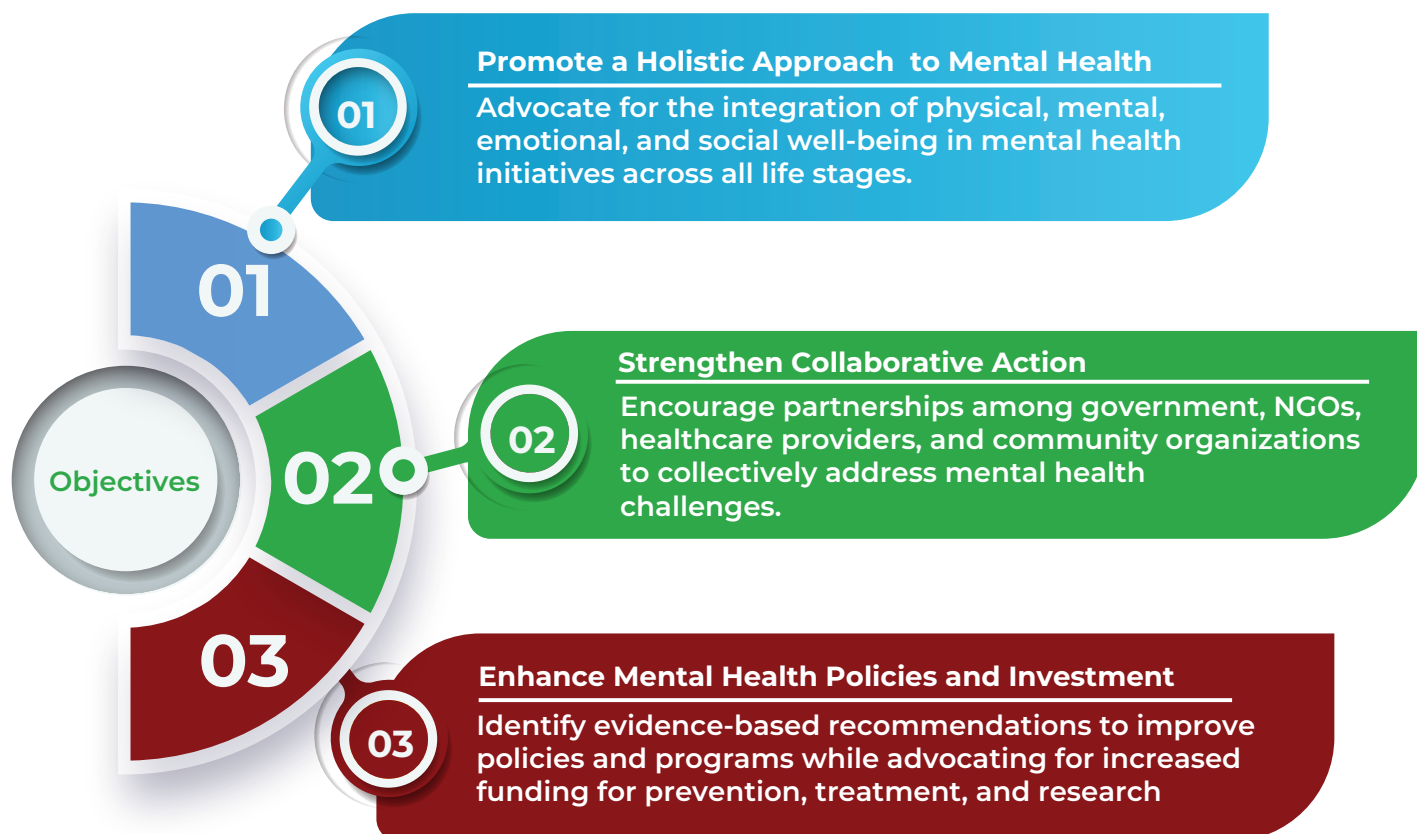 Objectives
01
01
Promote a Holistic Approach to Mental Health
Advocate for the integration of physical, mental,
emotional, and social well-being in mental health
initiatives across all life stages.
02
02
Strengthen Collaborative Action
Encourage partnerships among government, NGOs,
healthcare providers, and community organizations
to collectively address mental health
challenges.
03
03
Enhance Mental Health Policies and Investment
Identify evidence-based recommendations to improve
policies and programs while advocating for increased
funding for prevention, treatment, and research